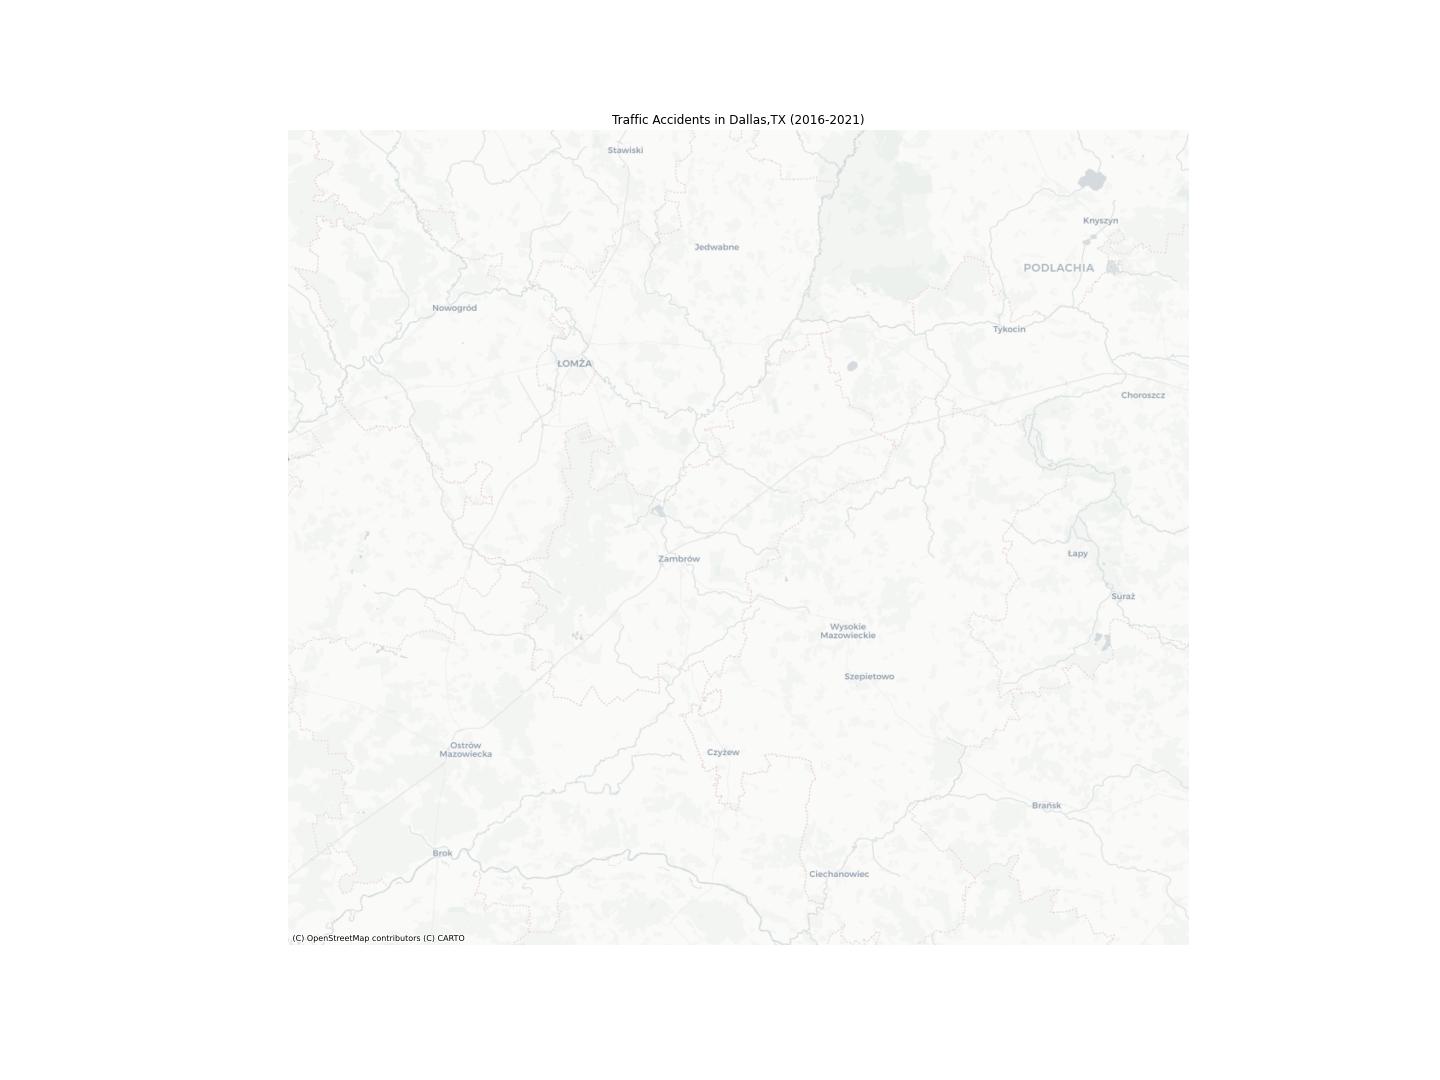 Traffic Accidents in Dallas,TX (2016-2021)
Stawiski
Knyszyn
Jedwabne
PODLACHIA
Nowogród
Tykocin
ŁOMŻA
Choroszcz
Zambrów
Łapy
Suraż
Wysokie
Mazowieckie
Szepietowo
Ostrów
Mazowiecka
Czyżew
Brańsk
Brok
Ciechanowiec
(C) OpenStreetMap contributors (C) CARTO